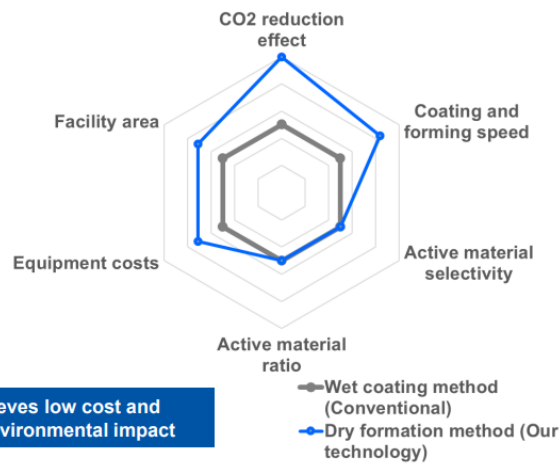 CO2 reduction
effect
Facility area
Coating and
forming speed
Equipment costs
Active material
selectivity
Active material
ratio
eves low cost and
vironmental impact
Wet coating method
(Conventional)
Dry formation method (Our
technology)